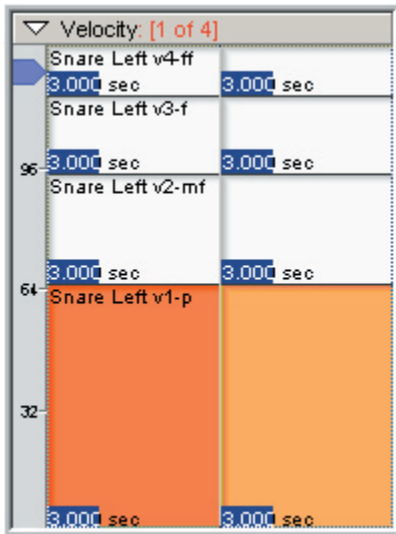 Velocity: [1 of 4]
Snare Left v4-ff
3.000 sec 3.000 sec
Snare Left v3-f
96 3.000 sec 3.000 sec
Snare Left v2-mf
3.000 sec 3.000 sec
64
Snare Left v1-p
32
3.000 sec 3.000 sec